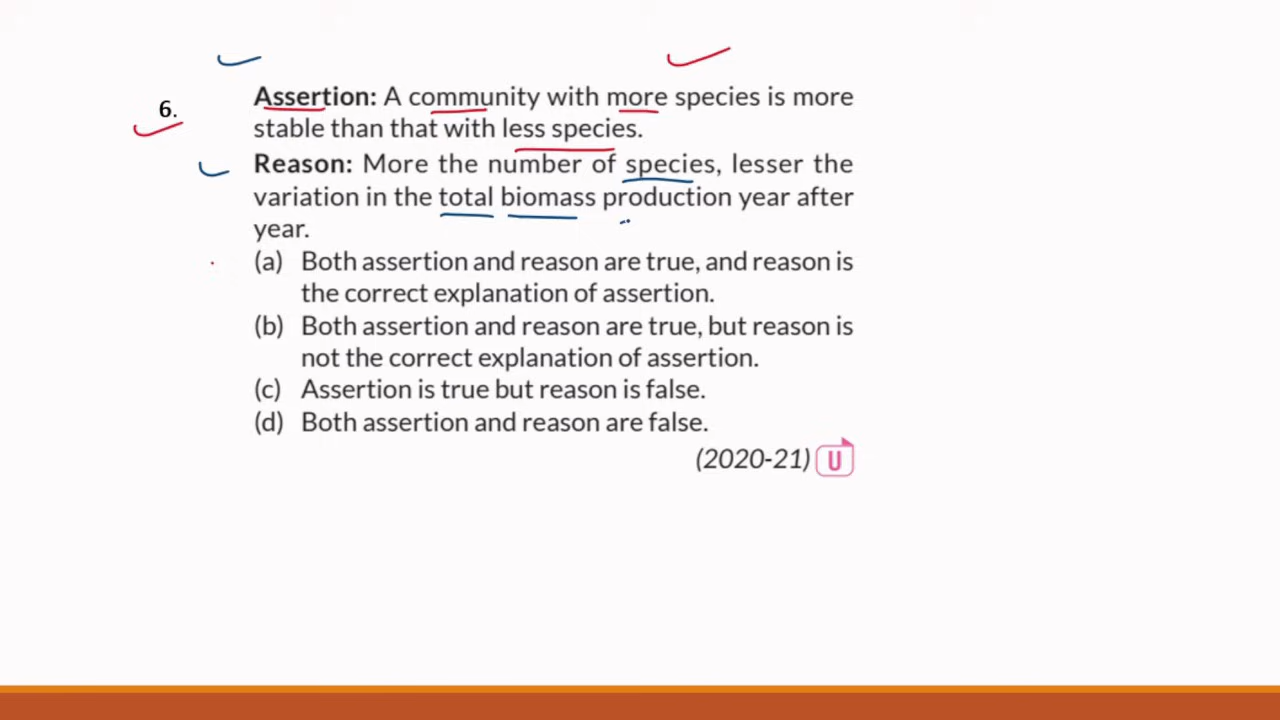 6.
Assertion: A community with more species is more
stable than that with less species.
Reason: More the number of species, lesser the
variation in the total biomass production year after
year.
(a) Both assertion and reason are true, and reason is
the correct explanation of assertion.
(b) Both assertion and reason are true, but reason is
not the correct explanation of assertion.
(c) Assertion is true but reason is false.
(d) Both assertion and reason are false.
(2020-21) U